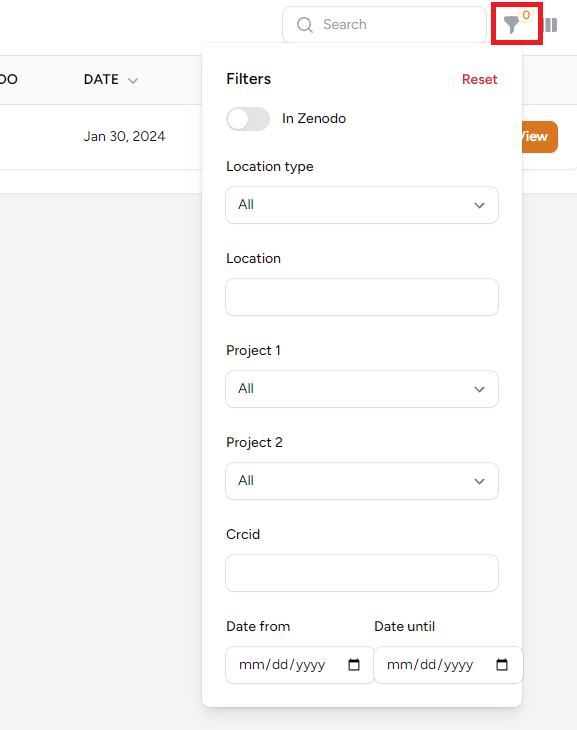 Search
0
DO
DATE
Jan 30, 2024
View
Filters
Reset
In Zenodo
Location type
All
Location
Project 1
All
Project 2
All
Crcid
Date from Date until
mm/dd/yyyy mm/dd/yyyy